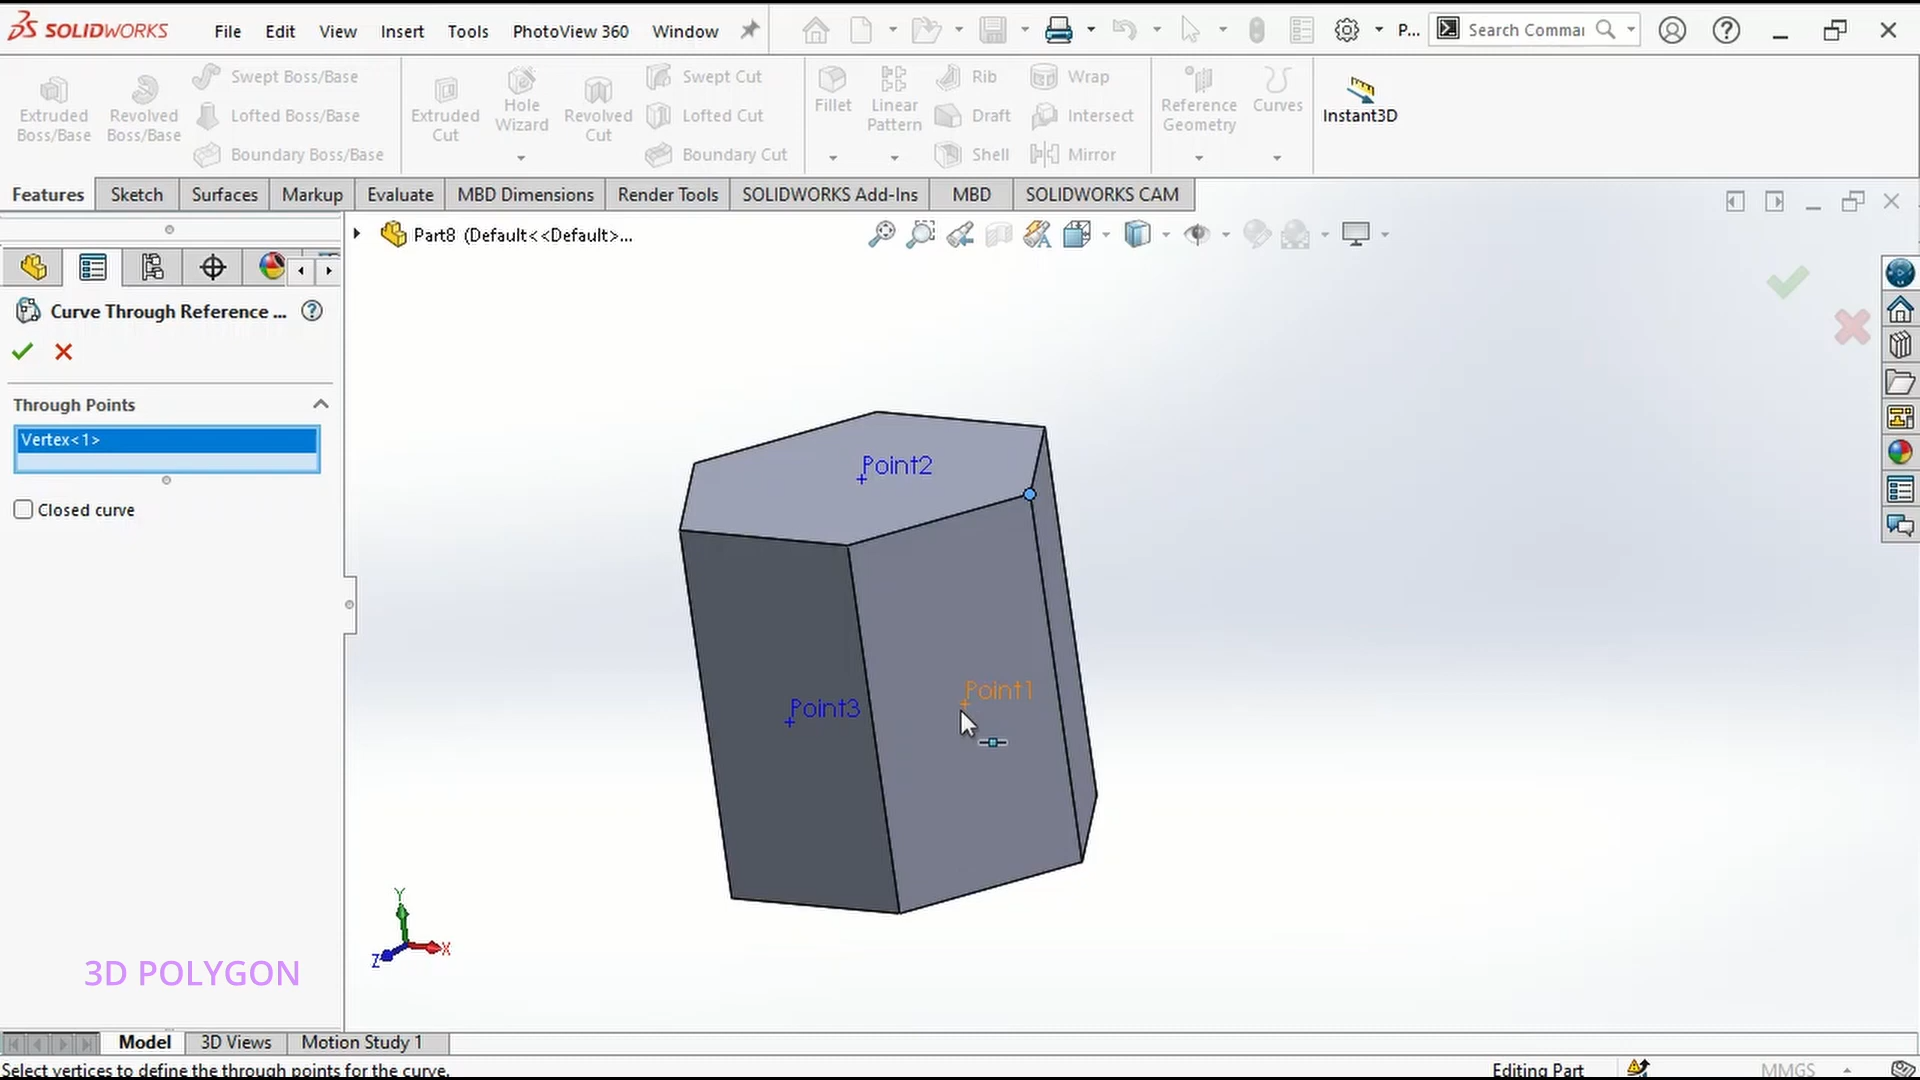 SOLIDWORKS File Edit View Insert Tools PhotoView 360 Window P... Search Commar
Extruded Boss/Base
Revolved Boss/Base
Swept Boss/Base
Lofted Boss/Base
Boundary Boss/Base
Extruded Cut
Hole Wizard
Revolved Cut
Swept Cut
Lofted Cut
Boundary Cut
Fillet
Linear Pattern
Rib
Draft
Shell
Wrap
Intersect
Mirror
Reference Geometry
Curves
Instant3D
Features Sketch Surfaces Markup Evaluate MBD Dimensions Render Tools SOLIDWORKS Add-Ins MBD SOLIDWORKS CAM
Part8 (Default<<Default>...
Curve Through Reference ...
Through Points
Vertex<1>
Closed curve
Point2
Point1
Point3
Y
X
Z
3D POLYGON
Model 3D Views Motion Study 1
Select vertices to define the through points for the curve. Editing Part MMGS